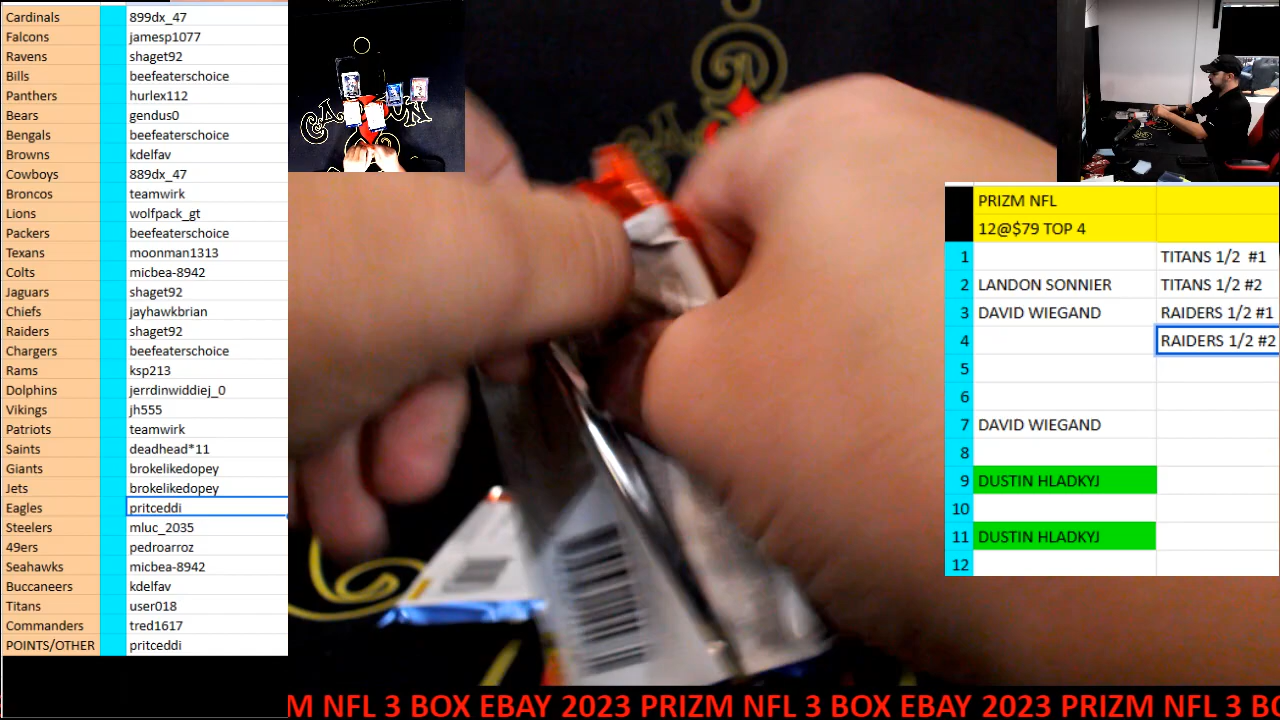 Cardinals 899dx_47
Falcons jamesp1077
Ravens shaget92
Bills beefeaterschoice
Panthers hurlex112
Bears gendus0
Bengals beefeaterschoice
Browns kdelfav
Cowboys 889dx_47
Broncos teamwirk
Lions wolfpack_gt
Packers beefeaterschoice
Texans moonman1313
Colts micbea-8942
Jaguars shaget92
Chiefs jayhawkbrian
Raiders shaget92
Chargers beefeaterschoice
Rams ksp213
Dolphins jerrdinwiddiej_0
Vikings jh555
Patriots teamwirk
Saints deadhead*11
Giants brokelikedopey
Jets brokelikedopey
Eagles pritceddi
Steelers mluc_2035
49ers pedroarroz
Seahawks micbea-8942
Buccaneers kdelfav
Titans user018
Commanders tred1617
POINTS/OTHER pritceddi
PRIZM NFL
12@$79 TOP 4
1 TITANS 1/2 #1
2 LANDON SONNIER TITANS 1/2 #2
3 DAVID WIEGAND RAIDERS 1/2 #1
4 RAIDERS 1/2 #2
5
6
7 DAVID WIEGAND
8
9 DUSTIN HLADKYJ
10
11 DUSTIN HLADKYJ
12
M NFL 3 BOX EBAY 2023 PRIZM NFL 3 BOX EBAY 2023 PRIZM NFL 3 BO